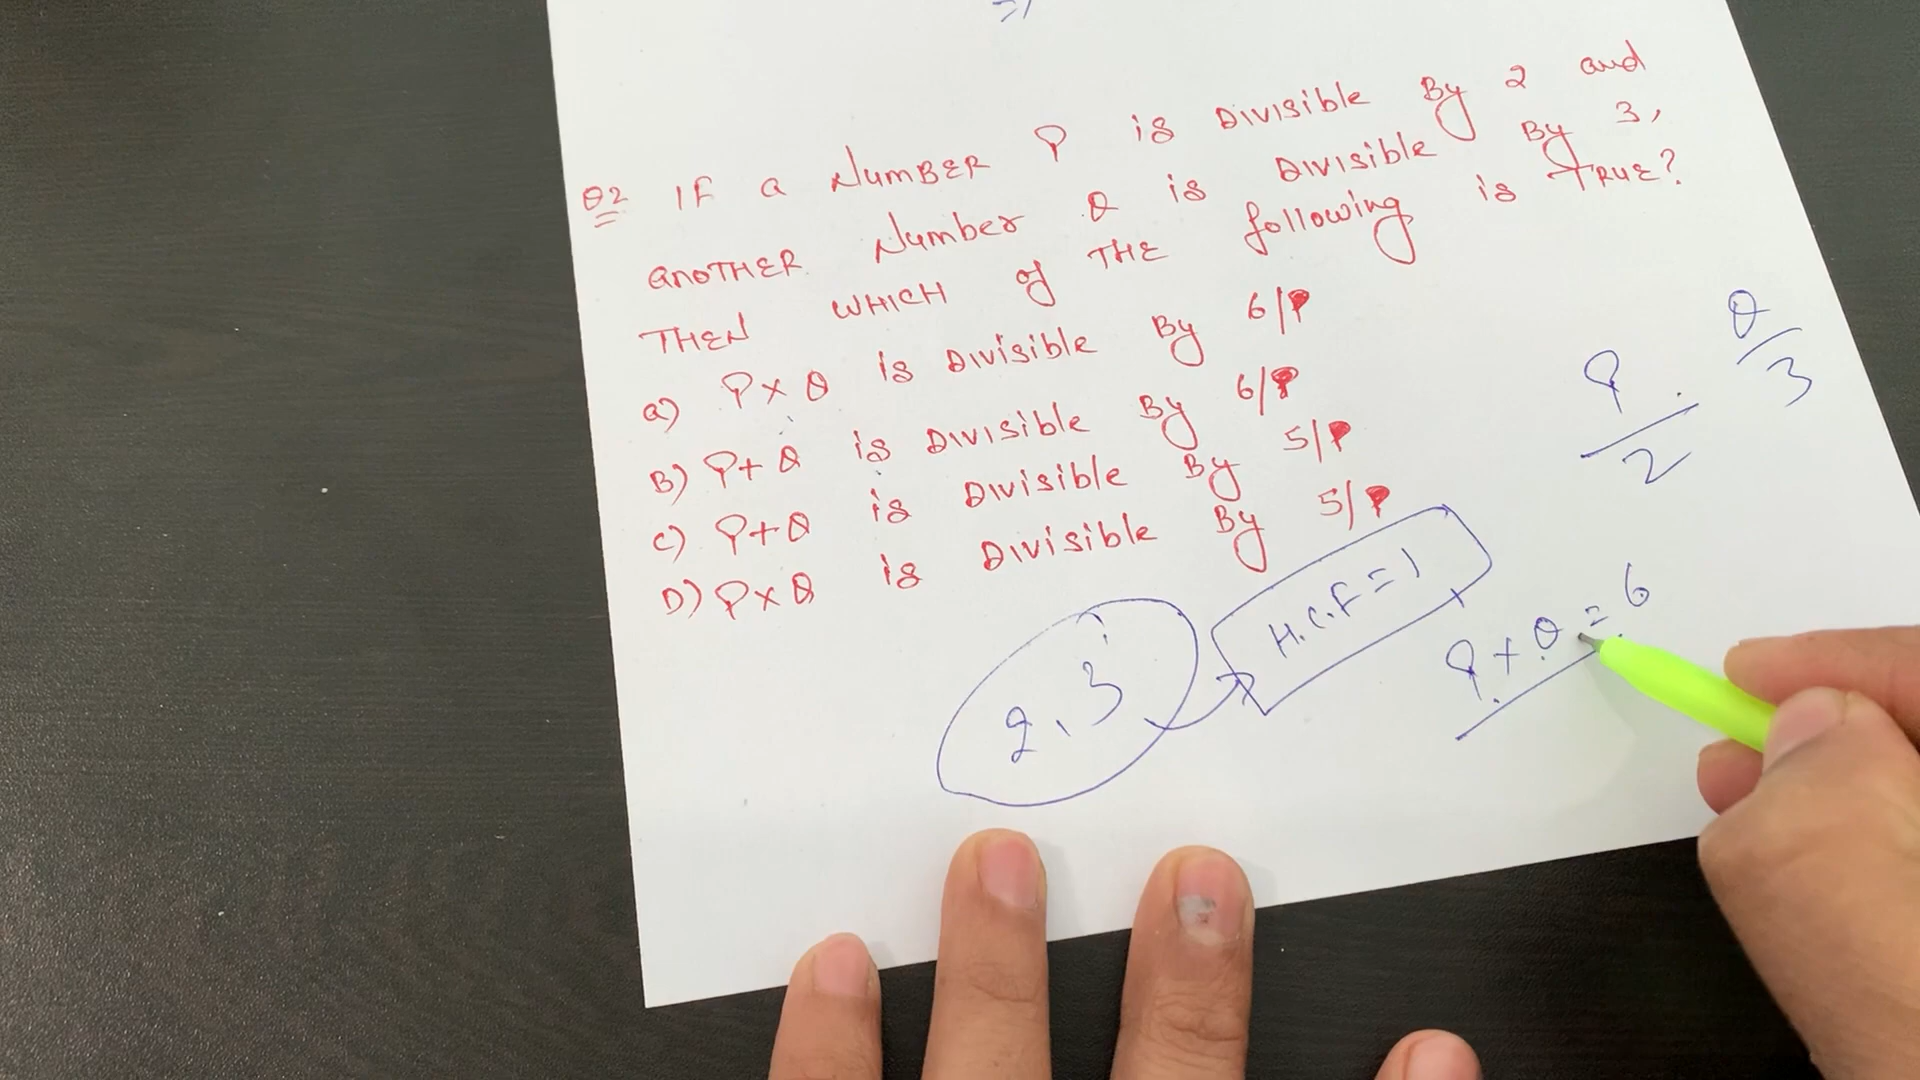 Q2 IF a NUMBER P is DIVISIBLE By 2 and
ANOTHER Number Q is DIVISIBLE By 3,
THEN WHICH of THE following is TRUE?
a) P × Q is DIVISIBLE By 6/P
B) P + Q is DIVISIBLE By 6/P
C) P + Q is DIVISIBLE By 5/P
D) P × Q is DIVISIBLE By 5/P
P/2 Q/3
2, 3
H.C.F = 1
P × Q = 6